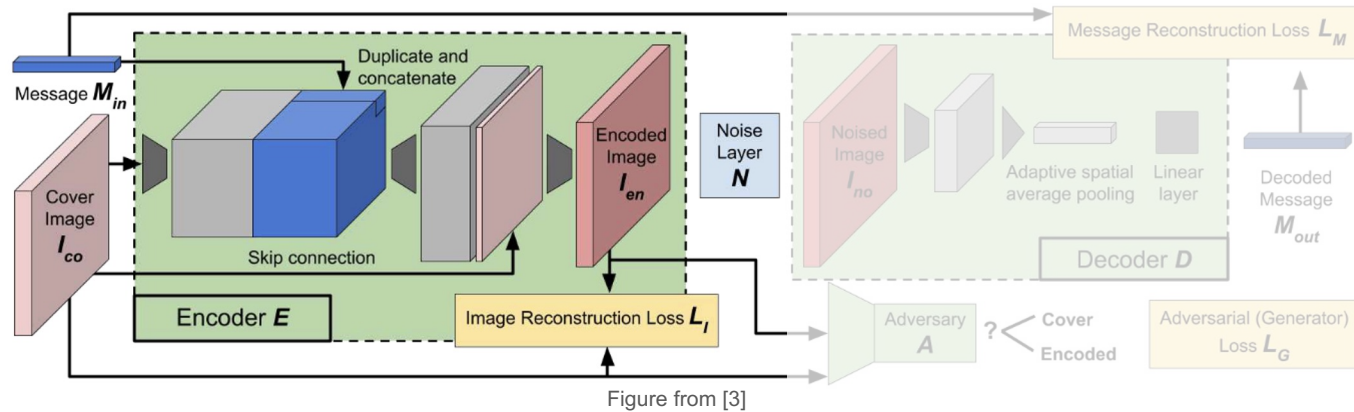 Message M_in
Duplicate and
concatenate
Cover
Image
I_co
Skip connection
Encoder E
Encoded
Image
I_en
Image Reconstruction Loss L_I
Noise
Layer
N
Message Reconstruction Loss L_M
Noised
Image
I_no
Adaptive spatial
average pooling
Linear
layer
Decoder D
Decoded
Message
M_out
Adversary
A
?
Cover
Encoded
Adversarial (Generator)
Loss L_G
Figure from [3]